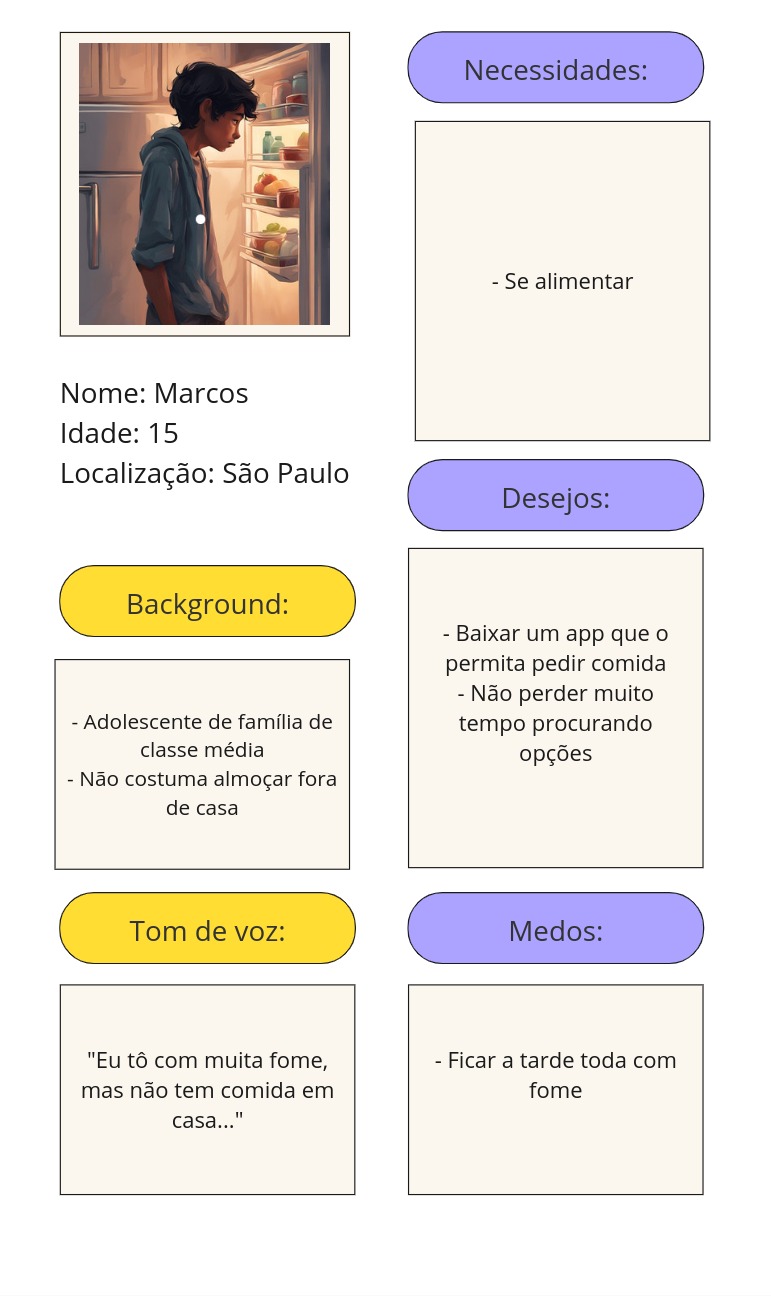 Nome: Marcos
Idade: 15
Localização: São Paulo
Background:
- Adolescente de família de
classe média
- Não costuma almoçar fora
de casa
Tom de voz:
"Eu tô com muita fome,
mas não tem comida em
casa..."
Necessidades:
- Se alimentar
Desejos:
- Baixar um app que o
permita pedir comida
- Não perder muito
tempo procurando
opções
Medos:
- Ficar a tarde toda com
fome